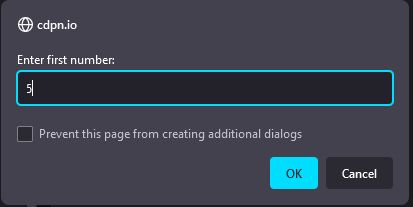 cdpn.io
Enter first number:
5
Prevent this page from creating additional dialogs
OK Cancel